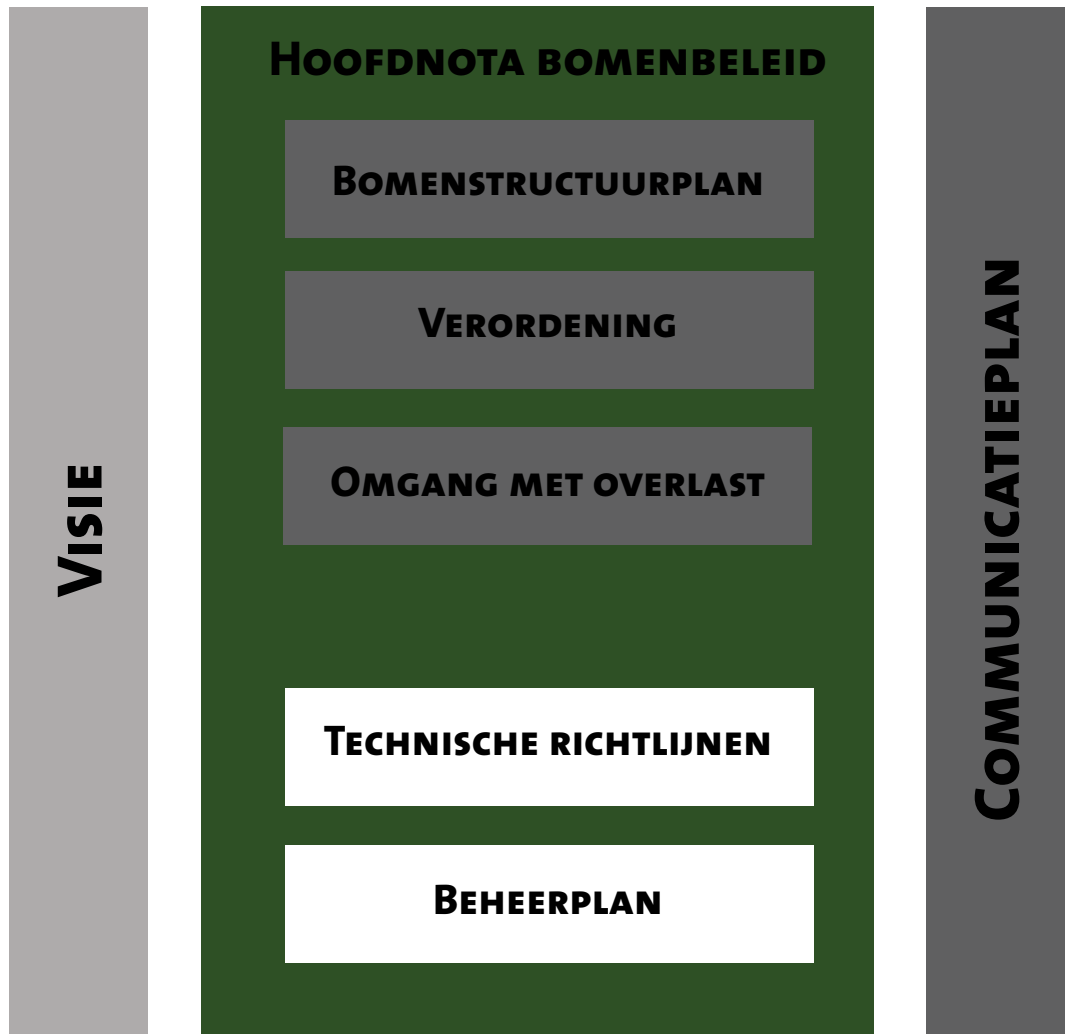 Visie
Hoofdnota bomenbeleid
Bomenstructuurplan
Verordening
Omgang met overlast
Technische richtlijnen
Beheerplan
Communicatieplan